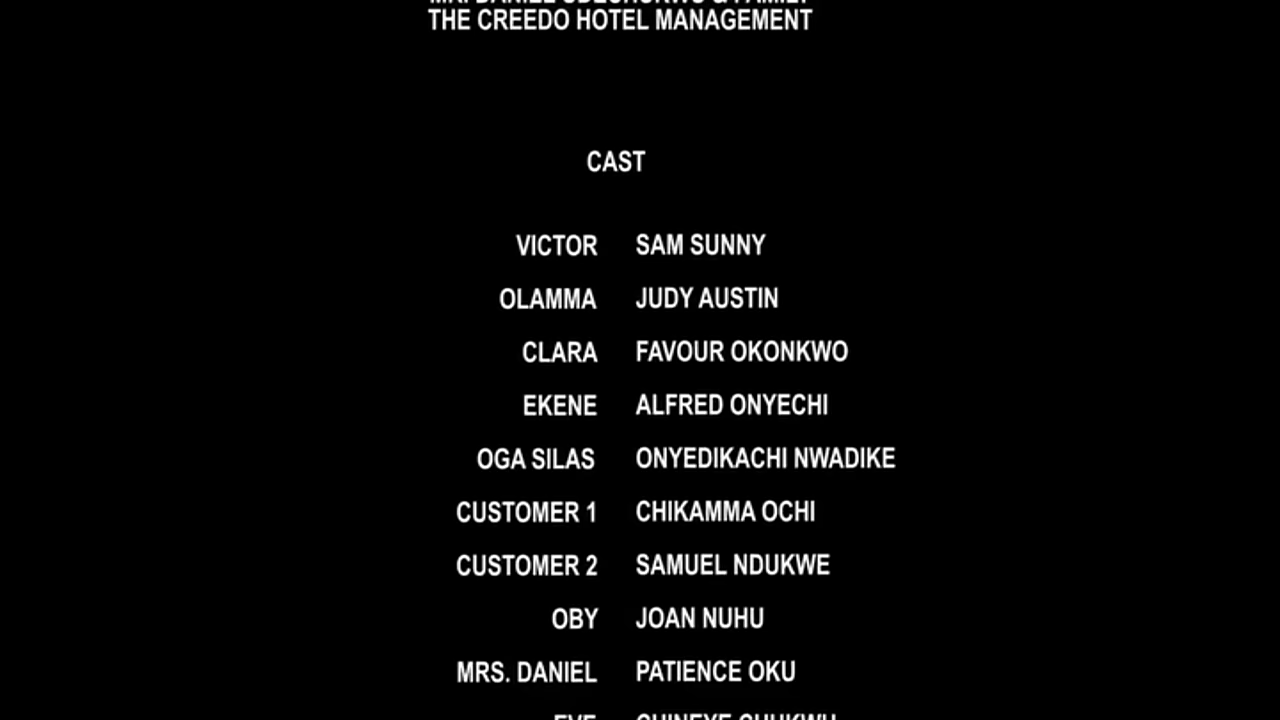 THE CREEDO HOTEL MANAGEMENT
CAST
VICTOR SAM SUNNY
OLAMMA JUDY AUSTIN
CLARA FAVOUR OKONKWO
EKENE ALFRED ONYECHI
OGA SILAS ONYEDIKACHI NWADIKE
CUSTOMER 1 CHIKAMMA OCHI
CUSTOMER 2 SAMUEL NDUKWE
OBY JOAN NUHU
MRS. DANIEL PATIENCE OKU